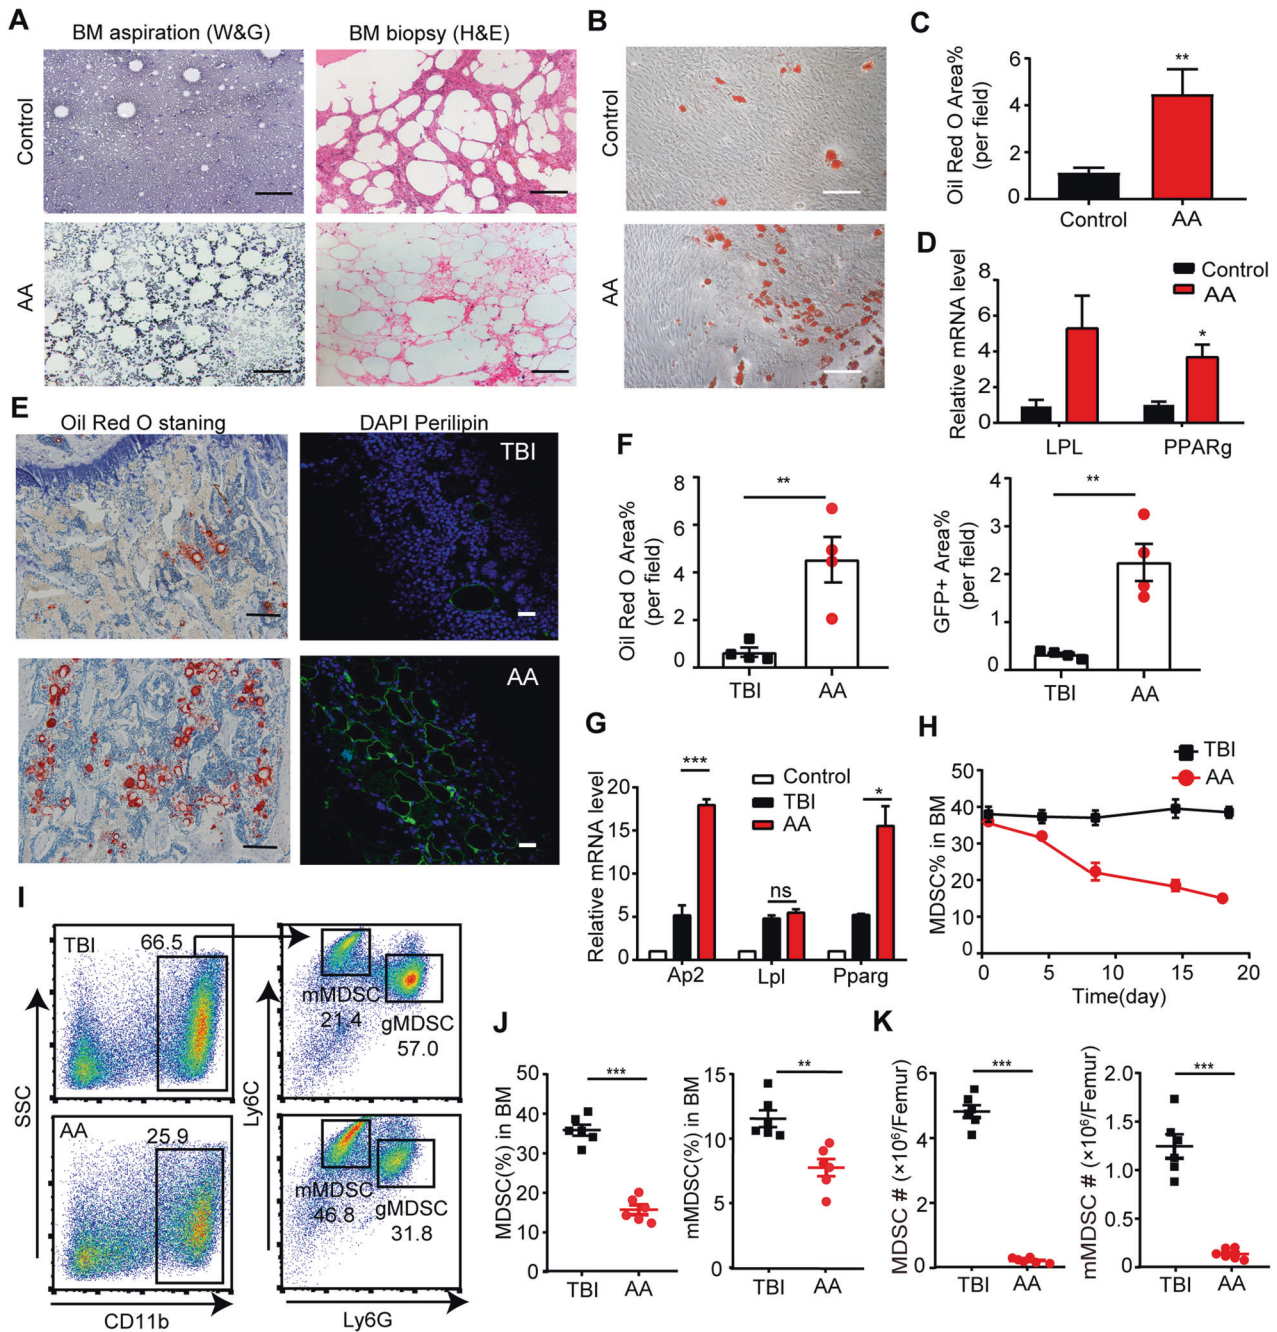 A
BM aspiration (W&G)
BM biopsy (H&E)
Control
AA
B
Control
AA
C
Oil Red O Area%
(per field)
6
4
2
0
**
Control
AA
D
Relative mRNA level
8
6
4
2
0
Control
AA
*
LPL
PPARg
E
Oil Red O staning
DAPI Perilipin
TBI
AA
F
Oil Red O Area%
(per field)
8
6
4
2
0
**
TBI
AA
GFP+ Area%
(per field)
4
3
2
1
0
**
TBI
AA
G
Relative mRNA level
20
15
10
5
0
Control
TBI
AA
***
ns
*
Ap2
Lpl
Pparg
H
TBI
AA
MDSC% in BM
50
40
30
20
10
0
0
5
10
15
20
Time(day)
I
TBI
66.5
mMDSC
21.4
gMDSC
57.0
AA
25.9
mMDSC
46.8
gMDSC
31.8
SSC
CD11b
Ly6C
Ly6G
J
MDSC(%) in BM
50
40
30
20
10
0
***
TBI
AA
mMDSC(%) in BM
15
10
5
0
**
TBI
AA
K
MDSC # (×10⁶/Femur)
6
4
2
0
***
TBI
AA
mMDSC # (×10⁶/Femur)
1.5
1.0
0.5
0
***
TBI
AA